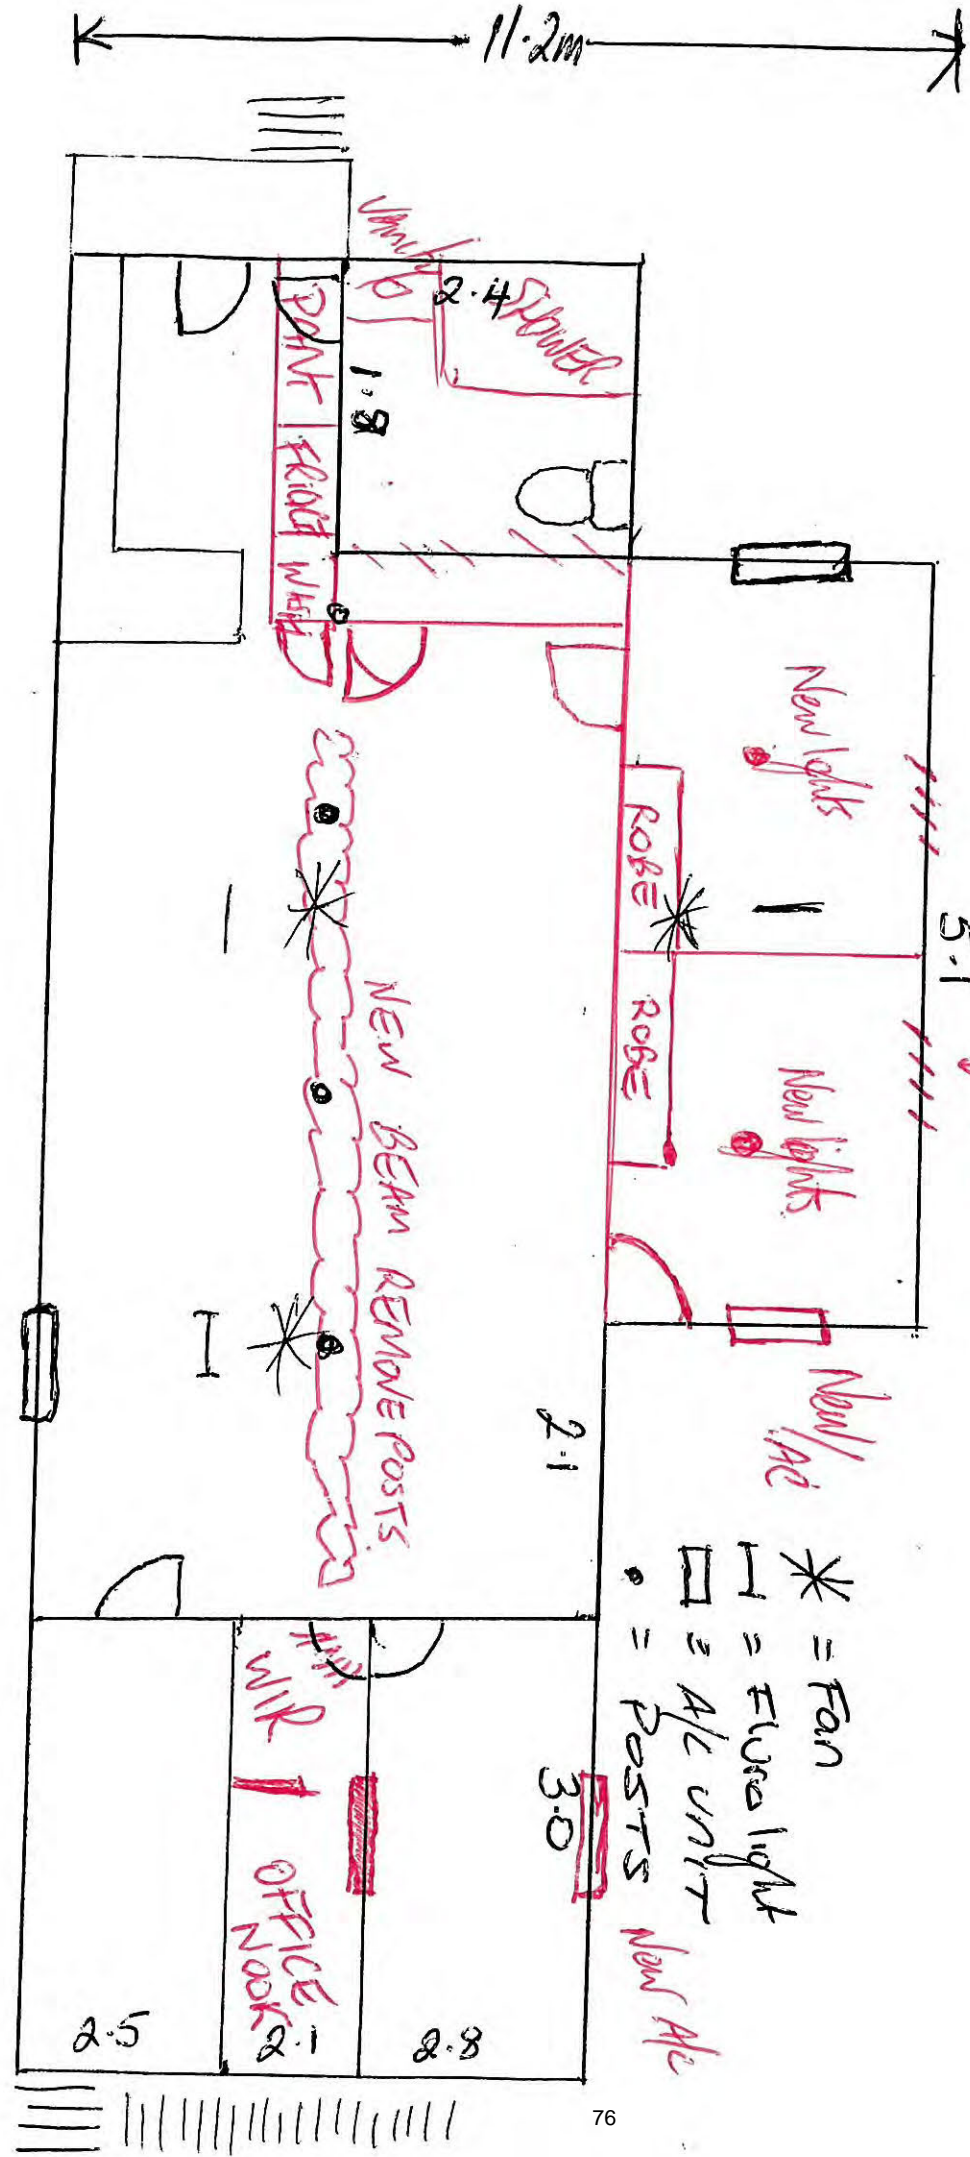 11.2m
Vanity
2.4
SHOWER
PANT
FRIDGE
WASH
1.8
New lights
ROBE
5.1
ROBE
New lights
NEW BEAM REMOVE POSTS
New A/c
2.1
= Fan
= Fluro light
= A/c UNIT
= POSTS
WIR
OFFICE
NOOK
3.0
New A/c
2.5
2.1
2.8
76